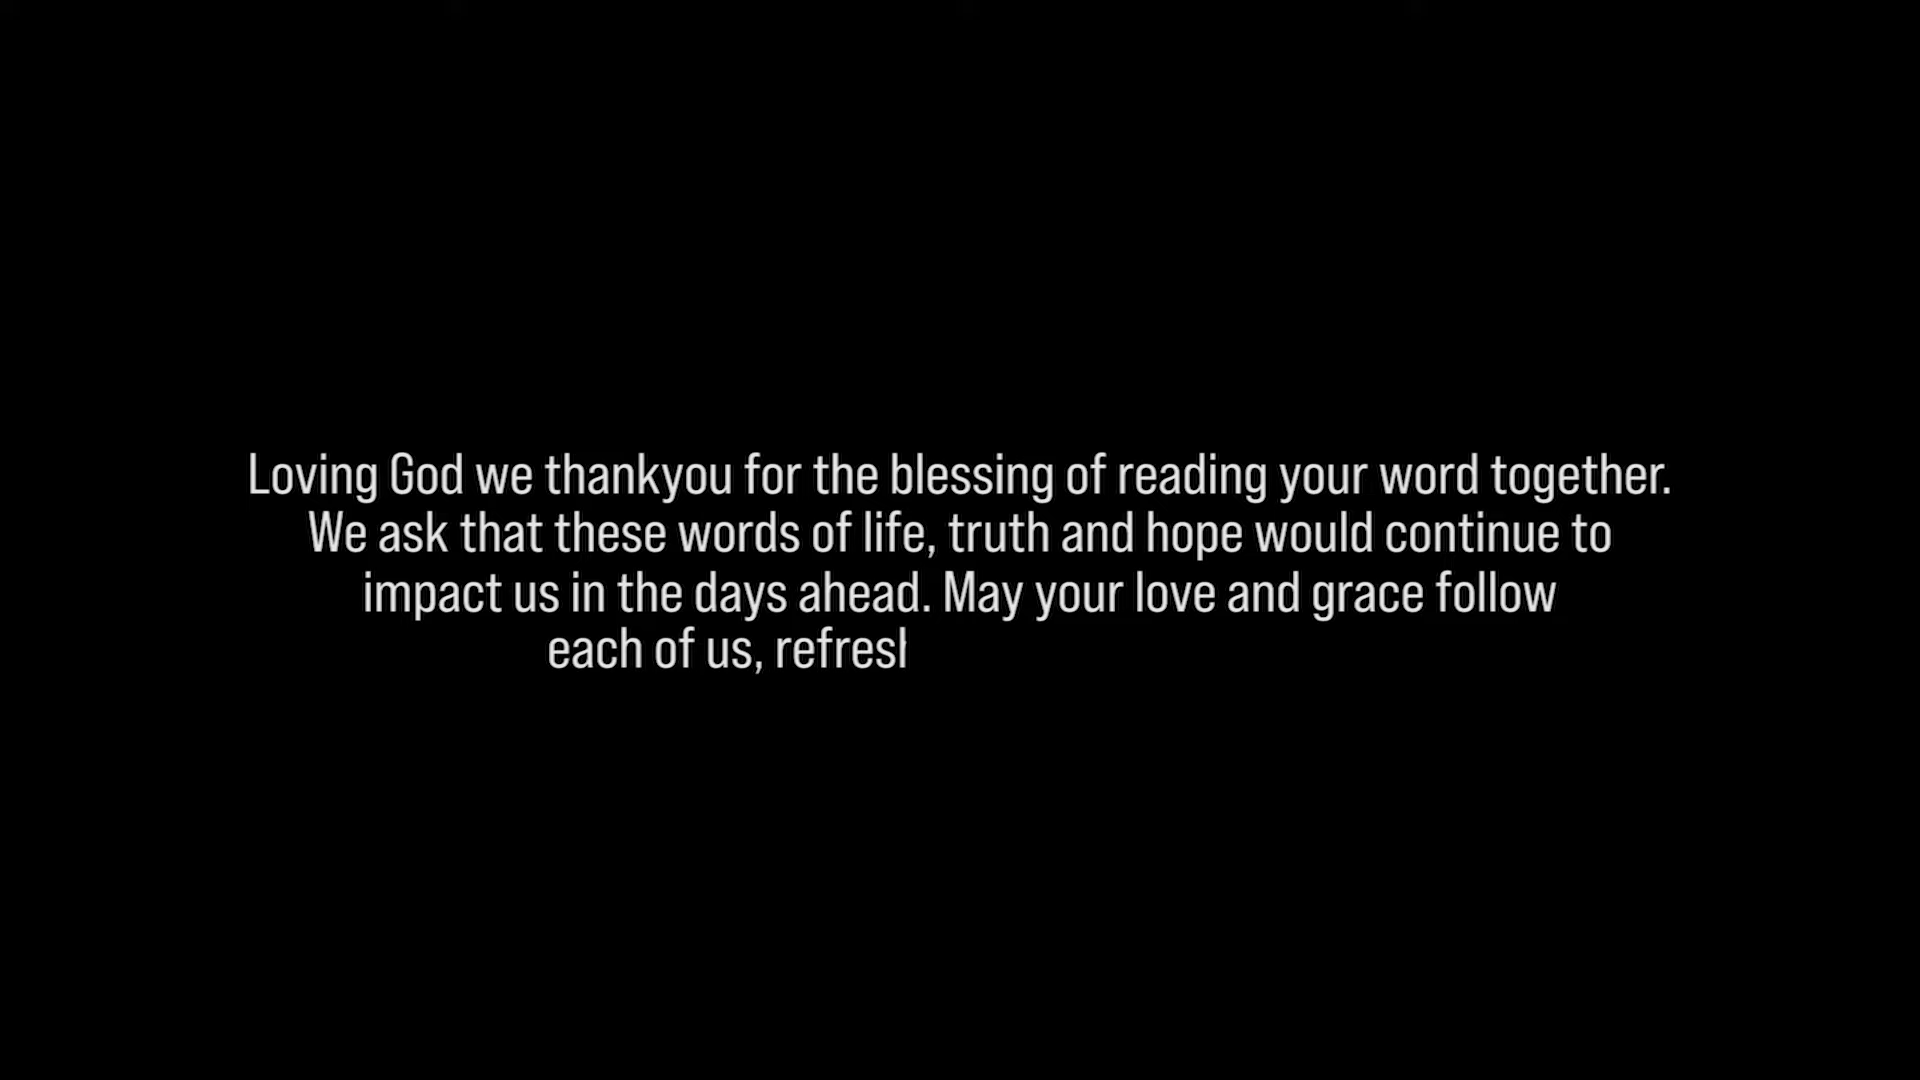 Loving God we thankyou for the blessing of reading your word together.
We ask that these words of life, truth and hope would continue to
impact us in the days ahead. May your love and grace follow
each of us,